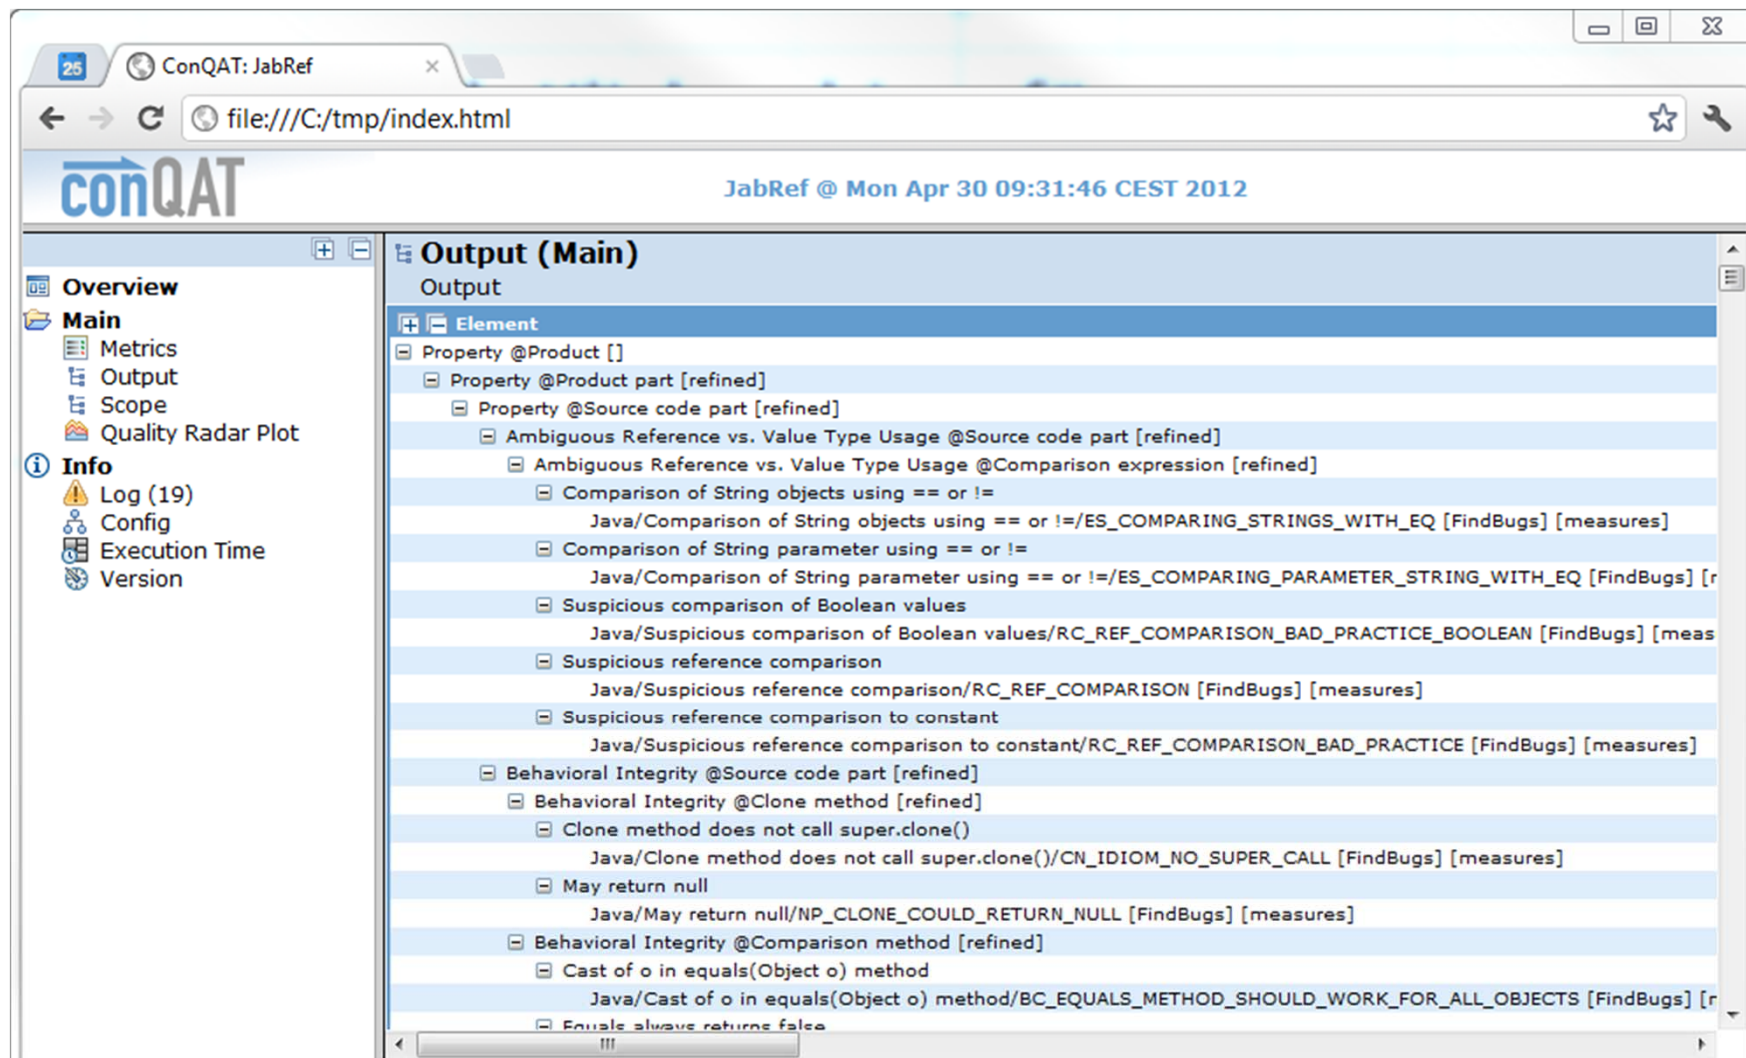 25
ConQAT: JabRef
file:///C:/tmp/index.html
conQAT
JabRef @ Mon Apr 30 09:31:46 CEST 2012
Overview
Main
Metrics
Output
Scope
Quality Radar Plot
Info
Log (19)
Config
Execution Time
Version
Output (Main)
Output
Element
Property @Product []
Property @Product part [refined]
Property @Source code part [refined]
Ambiguous Reference vs. Value Type Usage @Source code part [refined]
Ambiguous Reference vs. Value Type Usage @Comparison expression [refined]
Comparison of String objects using == or !=
Java/Comparison of String objects using == or !=/ES_COMPARING_STRINGS_WITH_EQ [FindBugs] [measures]
Comparison of String parameter using == or !=
Java/Comparison of String parameter using == or !=/ES_COMPARING_PARAMETER_STRING_WITH_EQ [FindBugs] [
Suspicious comparison of Boolean values
Java/Suspicious comparison of Boolean values/RC_REF_COMPARISON_BAD_PRACTICE_BOOLEAN [FindBugs] [meas
Suspicious reference comparison
Java/Suspicious reference comparison/RC_REF_COMPARISON [FindBugs] [measures]
Suspicious reference comparison to constant
Java/Suspicious reference comparison to constant/RC_REF_COMPARISON_BAD_PRACTICE [FindBugs] [measures]
Behavioral Integrity @Source code part [refined]
Behavioral Integrity @Clone method [refined]
Clone method does not call super.clone()
Java/Clone method does not call super.clone()/CN_IDIOM_NO_SUPER_CALL [FindBugs] [measures]
May return null
Java/May return null/NP_CLONE_COULD_RETURN_NULL [FindBugs] [measures]
Behavioral Integrity @Comparison method [refined]
Cast of o in equals(Object o) method
Java/Cast of o in equals(Object o) method/BC_EQUALS_METHOD_SHOULD_WORK_FOR_ALL_OBJECTS [FindBugs] [
Equals always returns false